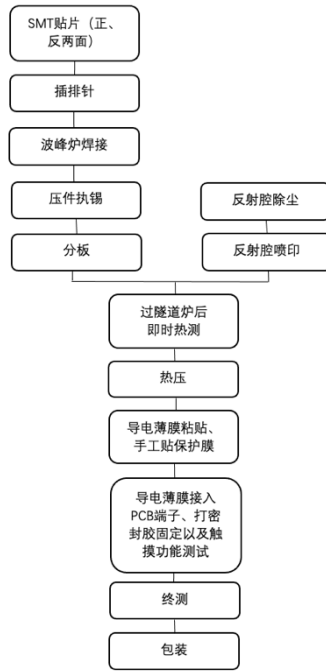 SMT贴片（正、
反两面）
插排针
波峰炉焊接
压件执锡
反射腔除尘
分板
反射腔喷印
过隧道炉后
即时热测
热压
导电薄膜粘贴、
手工贴保护膜
导电薄膜接入
PCB端子、打密
封胶固定以及触
摸功能测试
终测
包装